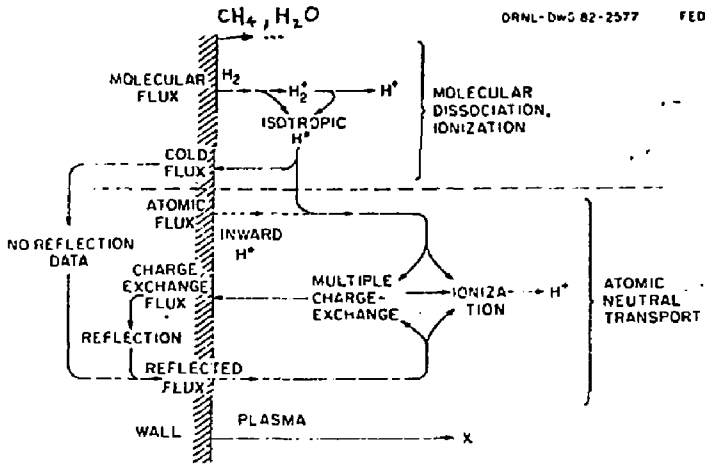 CH4, H2O
ORNL-DWG 82-2577 FED
...
MOLECULAR
FLUX
H2
H2+
H+
ISOTROPIC
H°
MOLECULAR
DISSOCIATION,
IONIZATION
COLD
FLUX
ATOMIC
FLUX
INWARD
H°
NO REFLECTION
DATA
CHARGE
EXCHANGE
FLUX
MULTIPLE
CHARGE-
EXCHANGE
IONIZA-
TION
H+
ATOMIC
NEUTRAL
TRANSPORT
REFLECTION
REFLECTED
FLUX
WALL
PLASMA
X